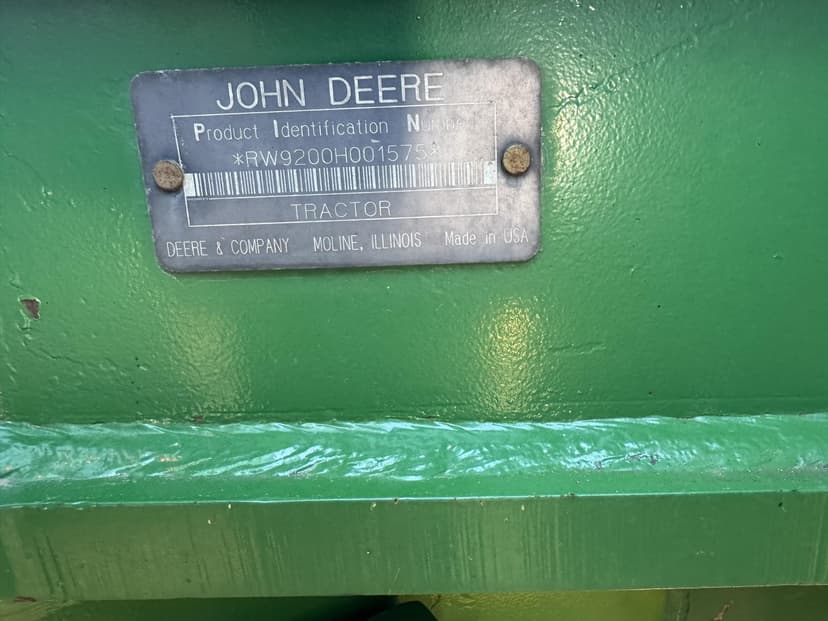 JOHN DEERE
Product Identification Number
*RW9200H001575*
TRACTOR
DEERE & COMPANY MOLINE, ILLINOIS Made in USA